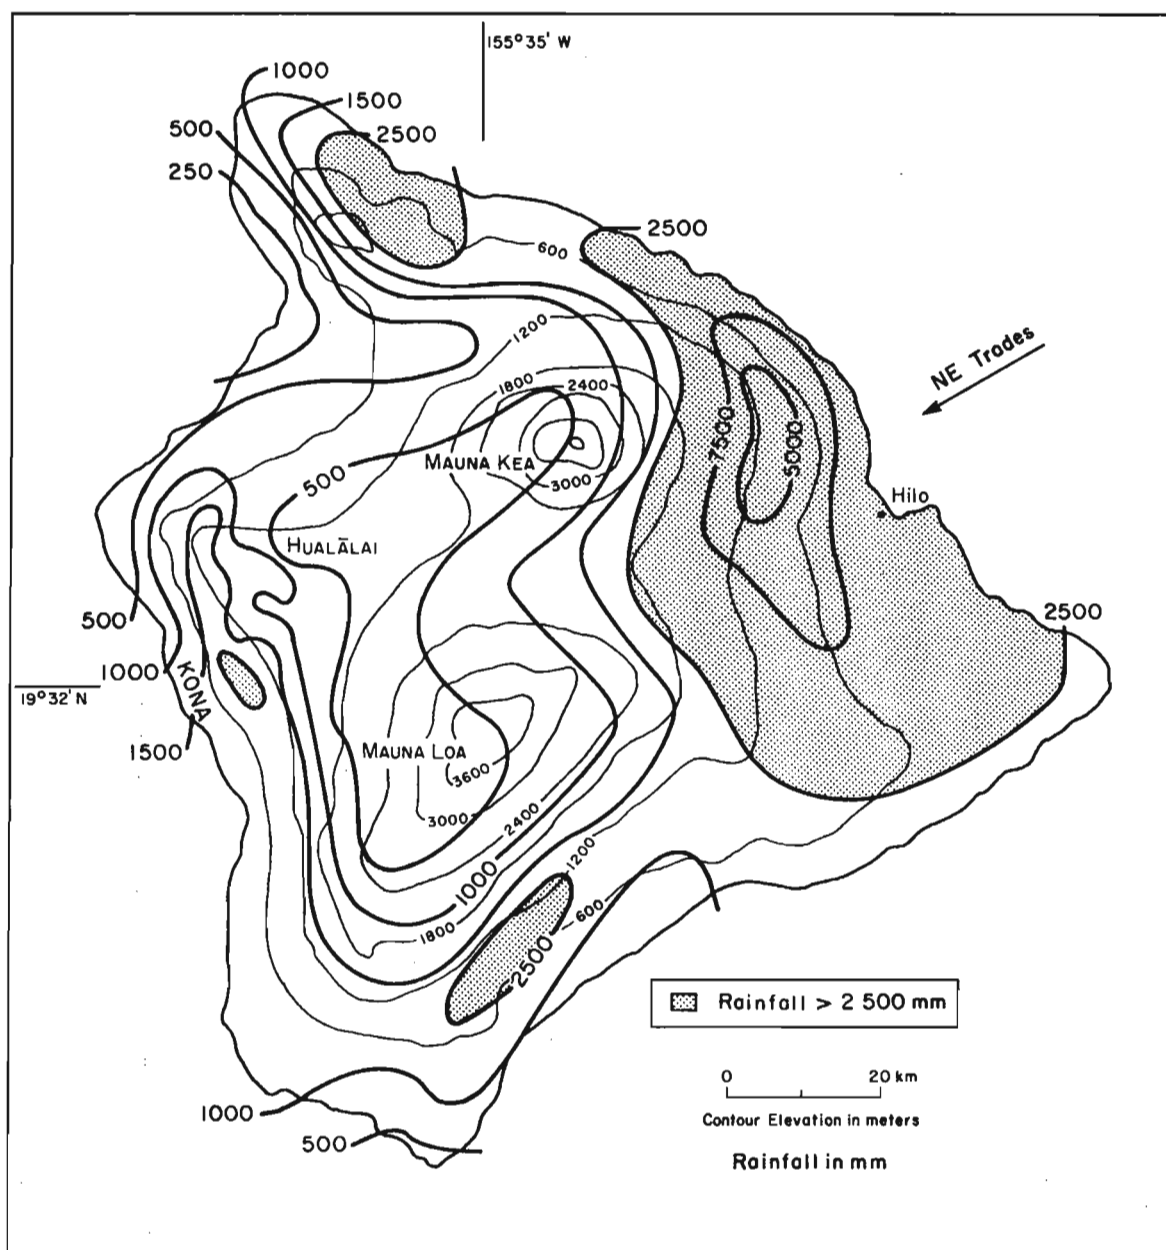 155°35' W
1000
1500
2500
500
250
2500
600
1200
NE Trades
1800
2400
7500
5000
MAUNA KEA
500
3000
Hilo
HUALĀLAI
500
2500
1000
KONA
19°32' N
1500
MAUNA LOA
3600
3000
2400
1200
1000
600
1800
2500
Rainfall > 2 500 mm
0 20 km
1000
Contour Elevation in meters
500
Rainfall in mm